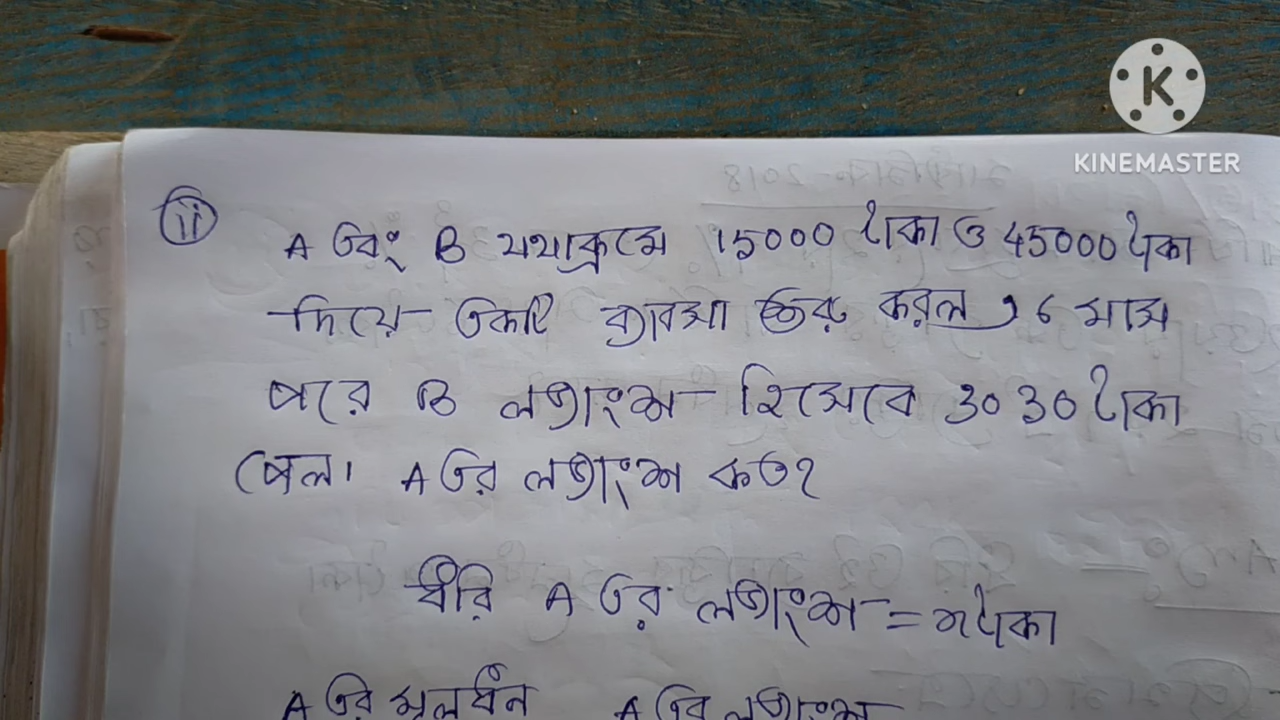 KINEMASTER
ii
A এবং B যথাক্রমে 15000 টাকা ও 45000 টাকা
দিয়ে একটি ব্যবসা শুরু করল, 6 মাস
পরে B লভ্যাংশ হিসেবে 3030 টাকা
পেল। A এর লভ্যাংশ কত?
ধরি A এর লভ্যাংশ = x টাকা
A এর মূলধন A এর লভ্যাংশ